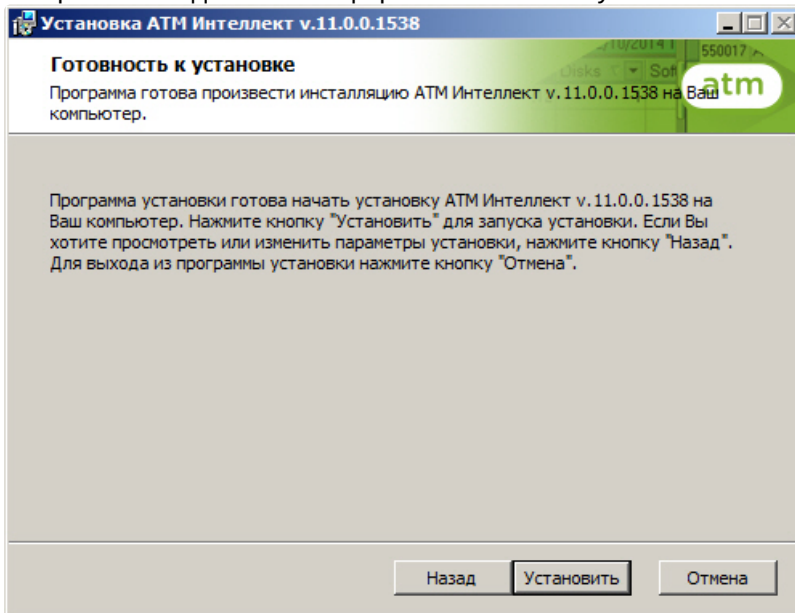 Установка ATM Интеллект v.11.0.0.1538
Готовность к установке
Программа готова произвести инсталляцию ATM Интеллект v.11.0.0.1538 на Ваш
компьютер.
550017
Disks
atm
Программа установки готова начать установку ATM Интеллект v.11.0.0.1538 на
Ваш компьютер. Нажмите кнопку "Установить" для запуска установки. Если Вы
хотите просмотреть или изменить параметры установки, нажмите кнопку "Назад".
Для выхода из программы установки нажмите кнопку "Отмена".
Назад
Установить
Отмена